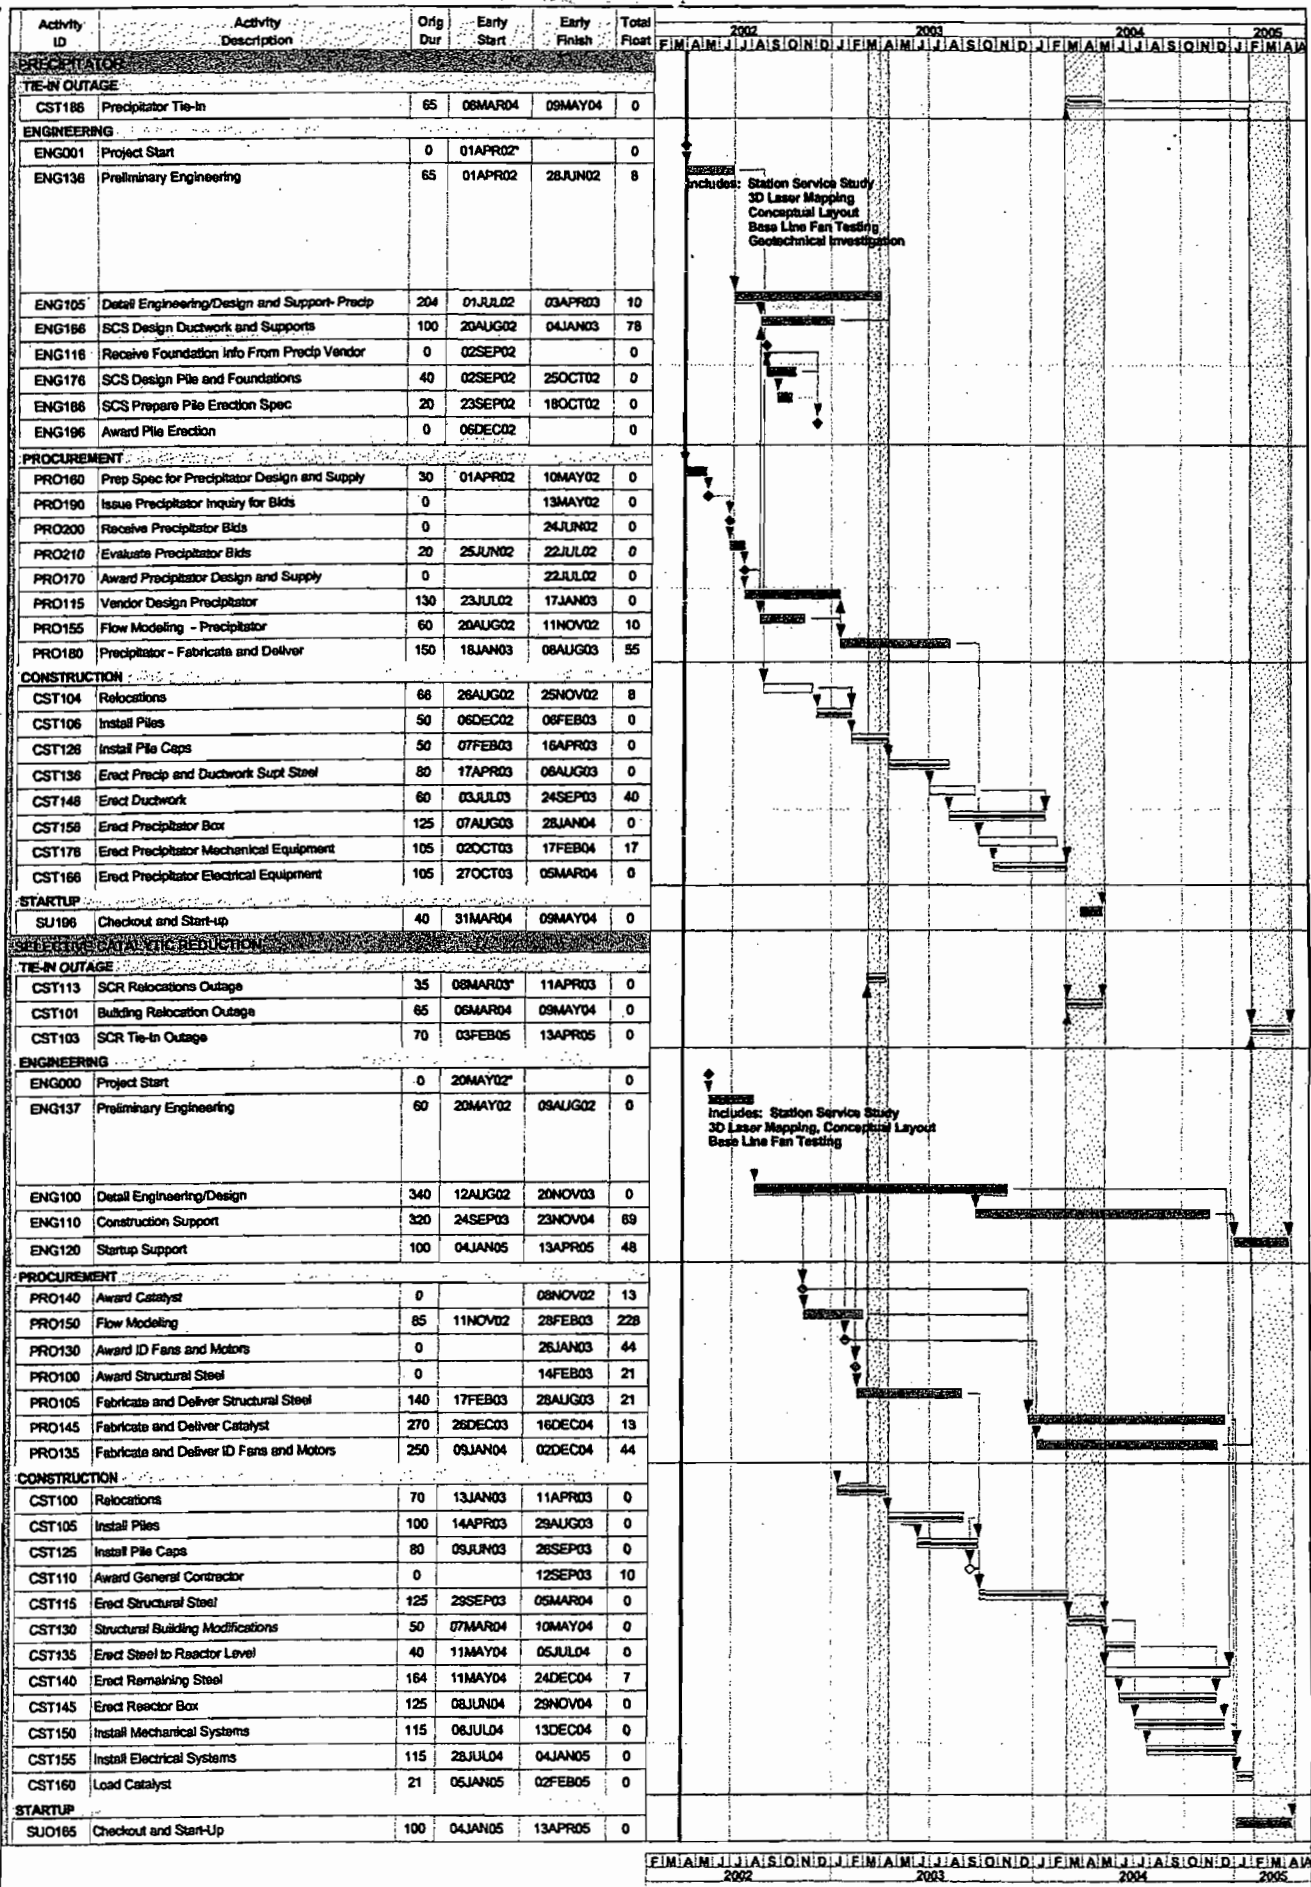 Activity ID Activity Description Orig Dur Early Start Early Finish Total Float
2002 2003 2004 2005
F M A M J J A S O N D J F M A M J J A S O N D J F M A M J J A S O N D J F M A
PRECIPITATOR
TIE-IN OUTAGE
CST186 Precipitator Tie-In 65 06MAR04 09MAY04 0
ENGINEERING
ENG001 Project Start 0 01APR02* 0
ENG136 Preliminary Engineering 65 01APR02 28JUN02 8
Includes: Station Service Study
3D Laser Mapping
Conceptual Layout
Base Line Fan Testing
Geotechnical Investigation
ENG105 Detail Engineering/Design and Support- Precip 204 01JUL02 03APR03 10
ENG166 SCS Design Ductwork and Supports 100 20AUG02 04JAN03 78
ENG116 Receive Foundation Info From Precip Vendor 0 02SEP02 0
ENG176 SCS Design Pile and Foundations 40 02SEP02 25OCT02 0
ENG186 SCS Prepare Pile Erection Spec 20 23SEP02 18OCT02 0
ENG196 Award Pile Erection 0 06DEC02 0
PROCUREMENT
PRO160 Prep Spec for Precipitator Design and Supply 30 01APR02 10MAY02 0
PRO190 Issue Precipitator Inquiry for Bids 0 13MAY02 0
PRO200 Receive Precipitator Bids 0 24JUN02 0
PRO210 Evaluate Precipitator Bids 20 25JUN02 22JUL02 0
PRO170 Award Precipitator Design and Supply 0 22JUL02 0
PRO115 Vendor Design Precipitator 130 23JUL02 17JAN03 0
PRO155 Flow Modeling - Precipitator 60 20AUG02 11NOV02 10
PRO180 Precipitator - Fabricate and Deliver 150 18JAN03 08AUG03 55
CONSTRUCTION
CST104 Relocations 66 26AUG02 25NOV02 8
CST106 Install Piles 50 06DEC02 06FEB03 0
CST126 Install Pile Caps 50 07FEB03 16APR03 0
CST136 Erect Precip and Ductwork Supt Steel 80 17APR03 06AUG03 0
CST146 Erect Ductwork 60 03JUL03 24SEP03 40
CST156 Erect Precipitator Box 125 07AUG03 28JAN04 0
CST176 Erect Precipitator Mechanical Equipment 105 02OCT03 17FEB04 17
CST166 Erect Precipitator Electrical Equipment 105 27OCT03 05MAR04 0
STARTUP
SU196 Checkout and Start-up 40 31MAR04 09MAY04 0
SELECTIVE CATALYTIC REDUCTION
TIE-IN OUTAGE
CST113 SCR Relocations Outage 35 08MAR03* 11APR03 0
CST101 Building Relocation Outage 65 06MAR04 09MAY04 0
CST103 SCR Tie-In Outage 70 03FEB05 13APR05 0
ENGINEERING
ENG000 Project Start 0 20MAY02* 0
ENG137 Preliminary Engineering 60 20MAY02 09AUG02 0
Includes: Station Service Study
3D Laser Mapping, Conceptual Layout
Base Line Fan Testing
ENG100 Detail Engineering/Design 340 12AUG02 20NOV03 0
ENG110 Construction Support 320 24SEP03 23NOV04 69
ENG120 Startup Support 100 04JAN05 13APR05 48
PROCUREMENT
PRO140 Award Catalyst 0 08NOV02 13
PRO150 Flow Modeling 85 11NOV02 28FEB03 228
PRO130 Award ID Fans and Motors 0 26JAN03 44
PRO100 Award Structural Steel 0 14FEB03 21
PRO105 Fabricate and Deliver Structural Steel 140 17FEB03 28AUG03 21
PRO145 Fabricate and Deliver Catalyst 270 26DEC03 16DEC04 13
PRO135 Fabricate and Deliver ID Fans and Motors 250 09JAN04 02DEC04 44
CONSTRUCTION
CST100 Relocations 70 13JAN03 11APR03 0
CST105 Install Piles 100 14APR03 29AUG03 0
CST125 Install Pile Caps 80 09JUN03 26SEP03 0
CST110 Award General Contractor 0 12SEP03 10
CST115 Erect Structural Steel 125 29SEP03 05MAR04 0
CST130 Structural Building Modifications 50 07MAR04 10MAY04 0
CST135 Erect Steel to Reactor Level 40 11MAY04 05JUL04 0
CST140 Erect Remaining Steel 164 11MAY04 24DEC04 7
CST145 Erect Reactor Box 125 08JUN04 29NOV04 0
CST150 Install Mechanical Systems 115 06JUL04 13DEC04 0
CST155 Install Electrical Systems 115 28JUL04 04JAN05 0
CST160 Load Catalyst 21 05JAN05 02FEB05 0
STARTUP
SUO165 Checkout and Start-Up 100 04JAN05 13APR05 0
F M A M J J A S O N D J F M A M J J A S O N D J F M A M J J A S O N D J F M A
2002 2003 2004 2005